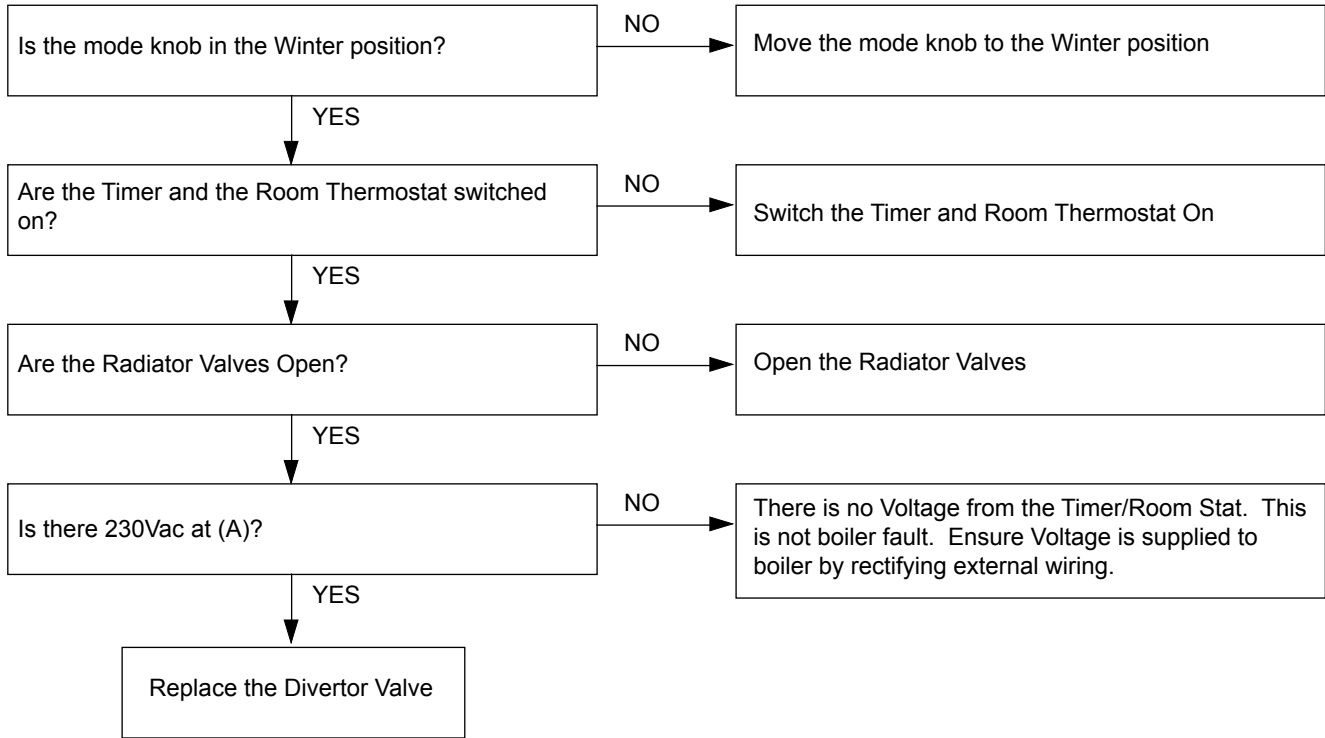 Is the mode knob in the Winter position?
NO
Move the mode knob to the Winter position
YES
Are the Timer and the Room Thermostat switched
on?
NO
Switch the Timer and Room Thermostat On
YES
Are the Radiator Valves Open?
NO
Open the Radiator Valves
YES
Is there 230Vac at (A)?
NO
There is no Voltage from the Timer/Room Stat. This
is not boiler fault. Ensure Voltage is supplied to
boiler by rectifying external wiring.
YES
Replace the Divertor Valve